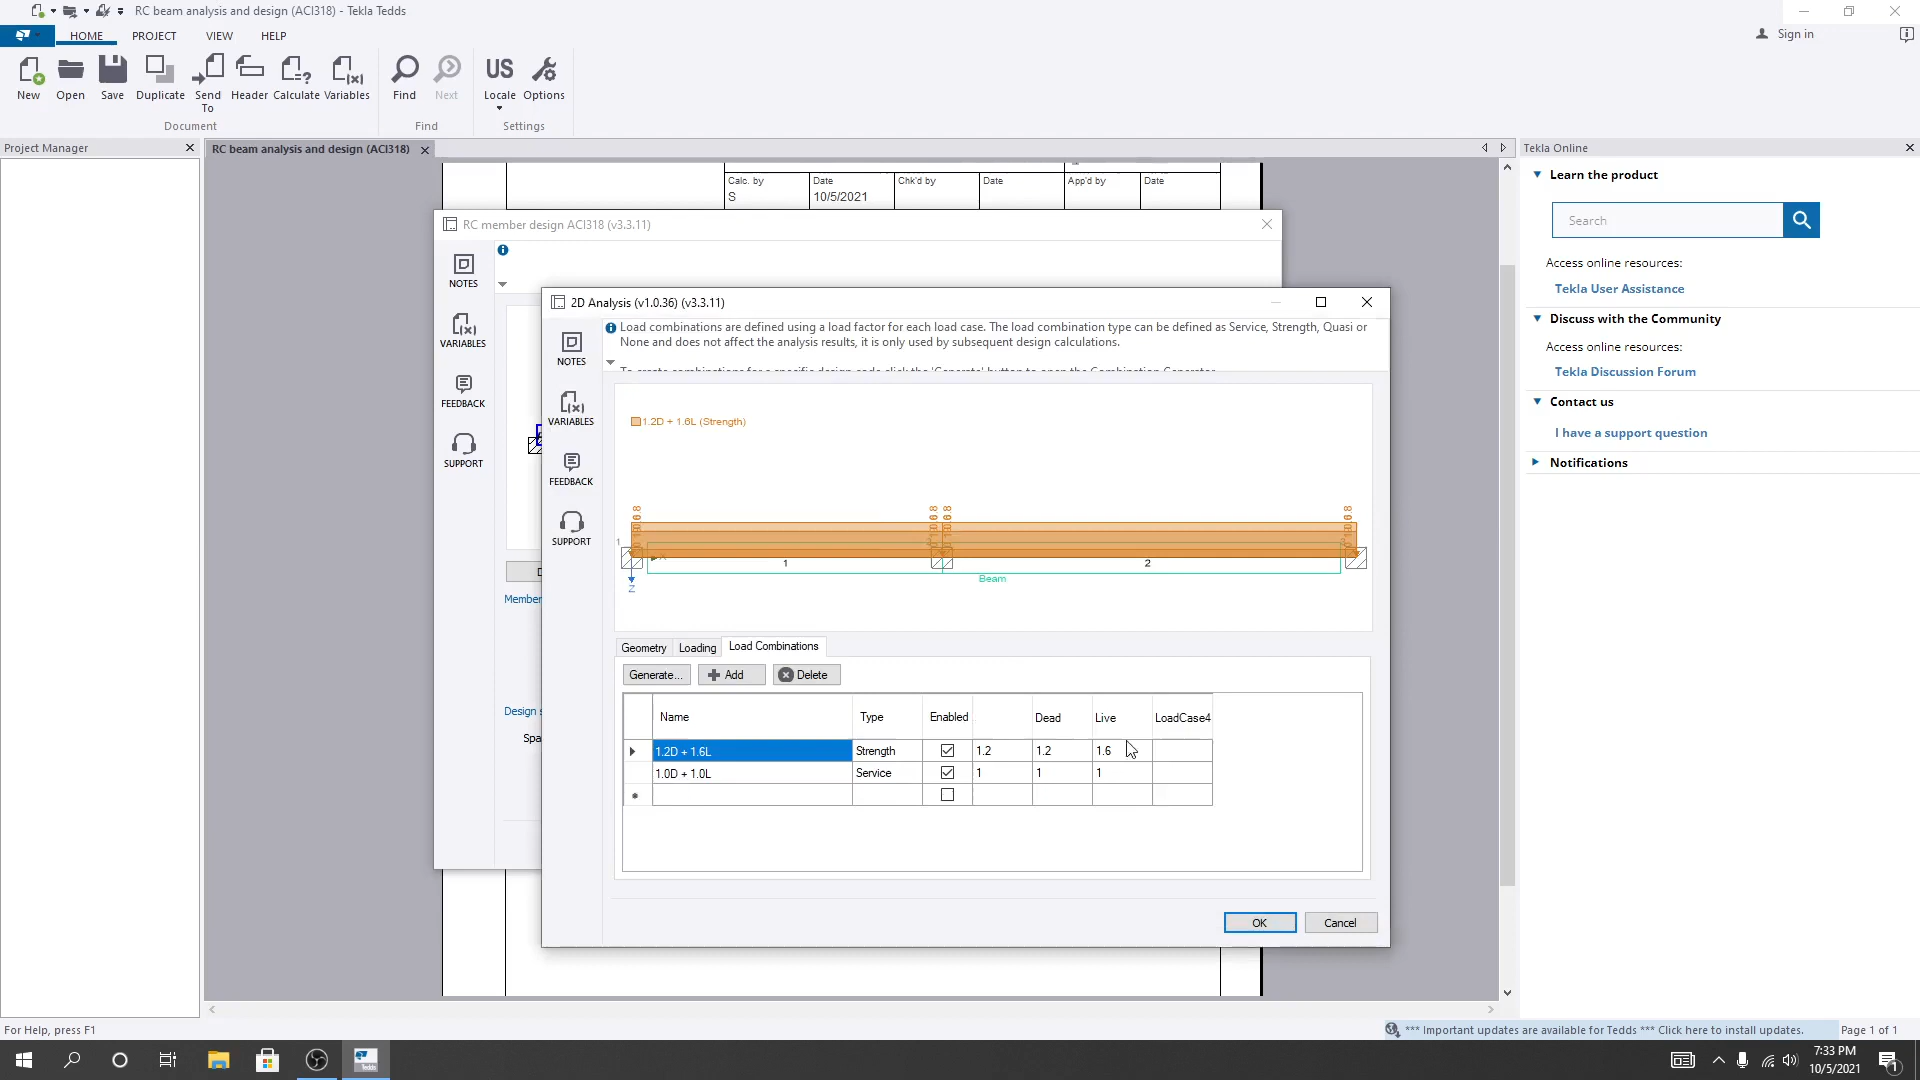 RC beam analysis and design (ACI318) - Tekla Tedds
HOME PROJECT VIEW HELP
Sign in
New Open Save Duplicate Send To Header Calculate Variables
Find Next
US
Locale Options
Document Find Settings
Project Manager
RC beam analysis and design (ACI318)
Tekla Online
Calc. by Date Chk'd by Date App'd by Date
S 10/5/2021
Learn the product
Search
Access online resources:
Tekla User Assistance
Discuss with the Community
Access online resources:
Tekla Discussion Forum
Contact us
I have a support question
Notifications
RC member design ACI318 (v3.3.11)
NOTES
VARIABLES
FEEDBACK
SUPPORT
Member
Design s
Spa
2D Analysis (v1.0.36) (v3.3.11)
Load combinations are defined using a load factor for each load case. The load combination type can be defined as Service, Strength, Quasi or
None and does not affect the analysis results, it is only used by subsequent design calculations.
NOTES
VARIABLES
FEEDBACK
SUPPORT
1.2D + 1.6L (Strength)
1
X
1 2
Z
Beam
Geometry Loading Load Combinations
Generate... Add Delete
Name Type Enabled Dead Live LoadCase4
1.2D + 1.6L Strength 1.2 1.2 1.6
1.0D + 1.0L Service 1 1 1
OK Cancel
For Help, press F1
*** Important updates are available for Tedds *** Click here to install updates.
Page 1 of 1
Tedds
7:33 PM
10/5/2021
1